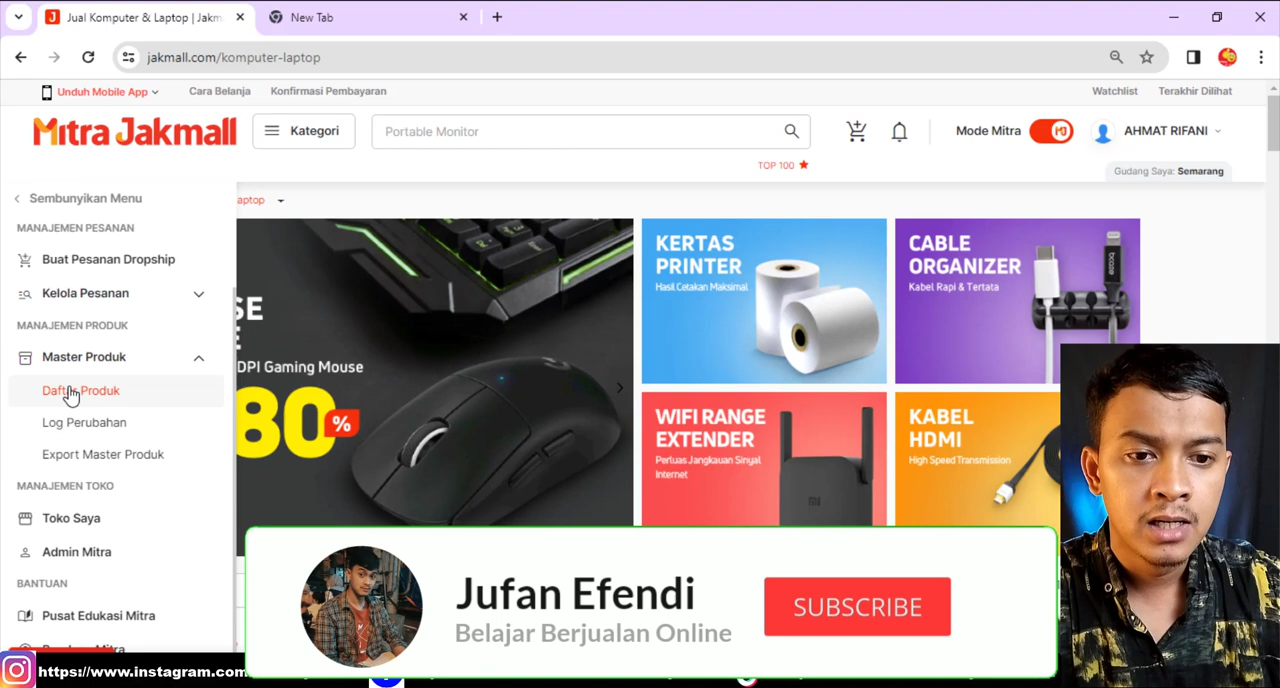 Jual Komputer & Laptop | Jakm
New Tab
jakmall.com/komputer-laptop
Unduh Mobile App
Cara Belanja
Konfirmasi Pembayaran
Watchlist
Terakhir Dilihat
Mitra Jakmall
Kategori
Portable Monitor
Mode Mitra
MJ
AHMAT RIFANI
TOP 100
Gudang Saya: Semarang
Sembunyikan Menu
MANAJEMEN PESANAN
Buat Pesanan Dropship
Kelola Pesanan
MANAJEMEN PRODUK
Master Produk
Produk
Log Perubahan
Export Master Produk
MANAJEMEN TOKO
Toko Saya
Admin Mitra
BANTUAN
Pusat Edukasi Mitra
aptop
SE
E
DPI Gaming Mouse
80%
KERTAS
PRINTER
Hasil Cetakan Maksimal
CABLE
ORGANIZER
Kabel Rapi & Tertata
WIFI RANGE
EXTENDER
Perluas Jangkauan Sinyal
Internet
KABEL
HDMI
High Speed Transmission
Jufan Efendi
Belajar Berjualan Online
SUBSCRIBE
https://www.instagram.com